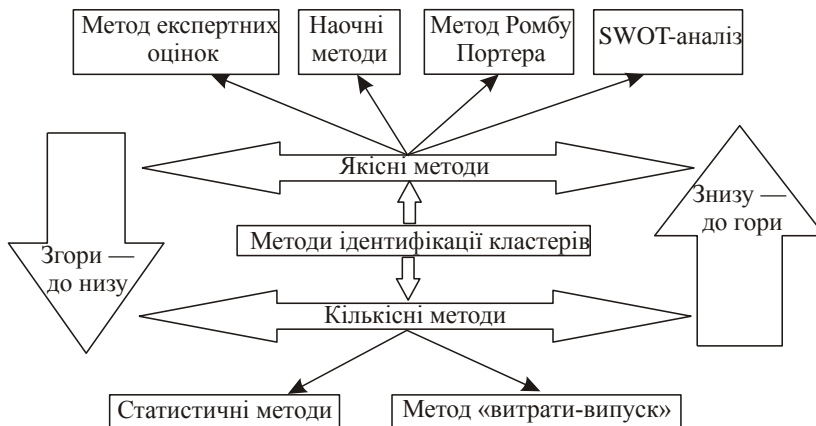 Метод експертних
оцінок
Наочні
методи
Метод Ромбу
Портера
SWOT-аналіз
Якісні методи
Знизу —
до гори
Методи ідентифікації кластерів
Згори —
до низу
Кількісні методи
Статистичні методи
Метод «витрати-випуск»